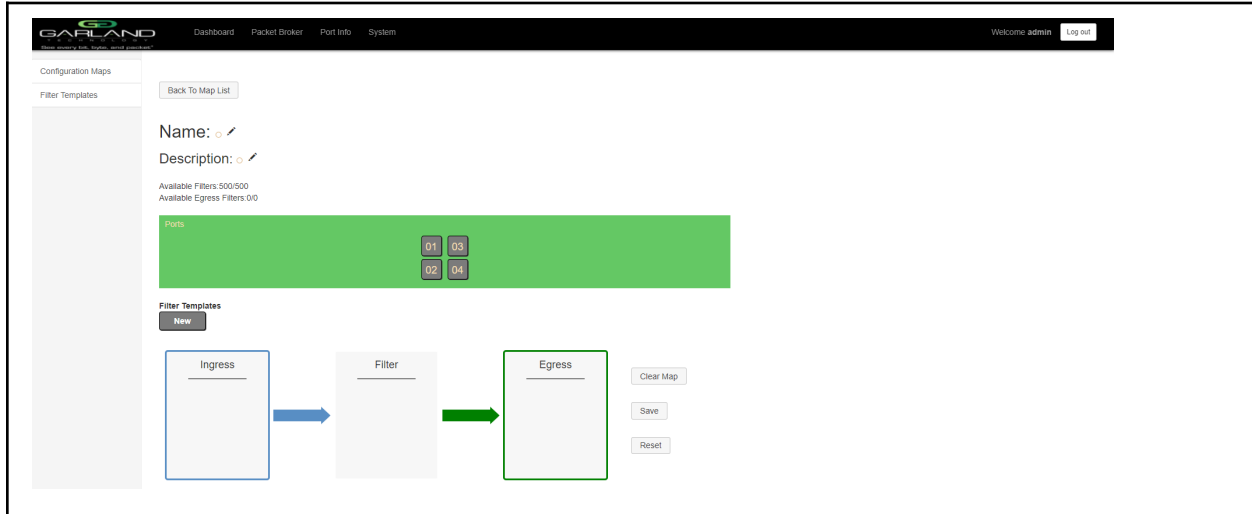 GARLAND
TECHNOLOGY
See every bit, byte, and packet®
Dashboard Packet Broker Port Info System
Welcome admin Log out
Configuration Maps
Filter Templates
Back To Map List
Name:
Description:
Available Filters:500/500
Available Egress Filters:0/0
Ports
01 03
02 04
Filter Templates
New
Ingress Filter Egress
Clear Map
Save
Reset